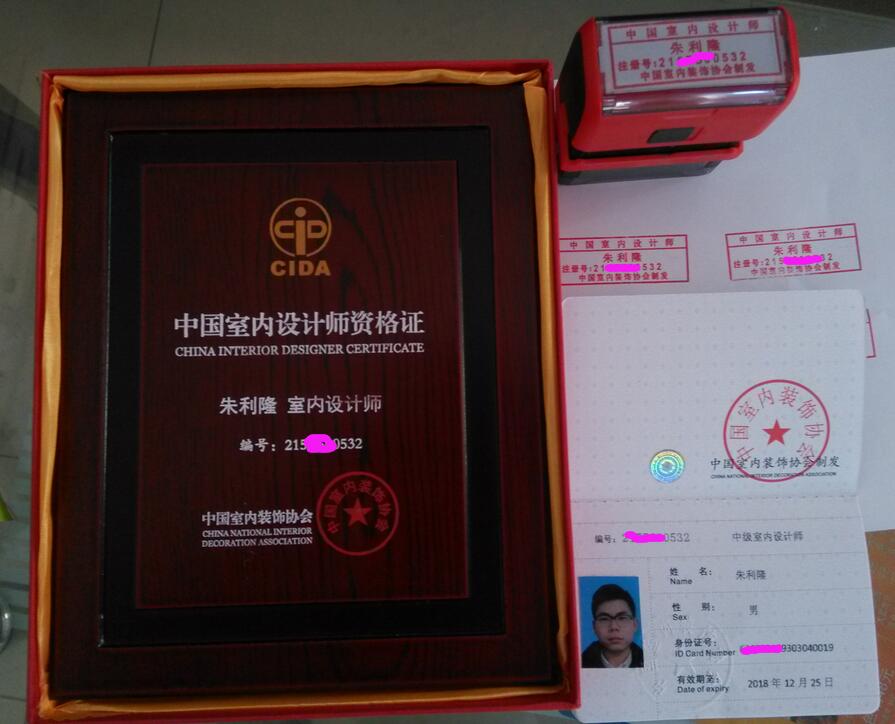 CIDA
中国室内设计师资格证
CHINA INTERIOR DESIGNER CERTIFICATE
朱利隆 室内设计师
编号：215 0532
中国室内装饰协会
CHINA NATIONAL INTERIOR
DECORATION ASSOCIATION
中国室内装饰协会
中国室内设计师
朱利隆
注册号:21 0532
中国室内装饰协会制发
中国室内设计师
朱利隆
注册号:21 532
中国室内装饰协会制发
中国室内设计师
朱利隆
注册号:215 532
中国室内装饰协会制发
中国室内装饰协会
中国室内装饰协会制发
CHINA NATIONAL INTERIOR DECORATION ASSOCIATION
编号： 0532 中级室内设计师
姓 名： 朱利隆
Name
性 别： 男
Sex
身份证号： 9303040019
ID Card Number
有效期至： 2018 年 12 月 25 日
Date of expiry